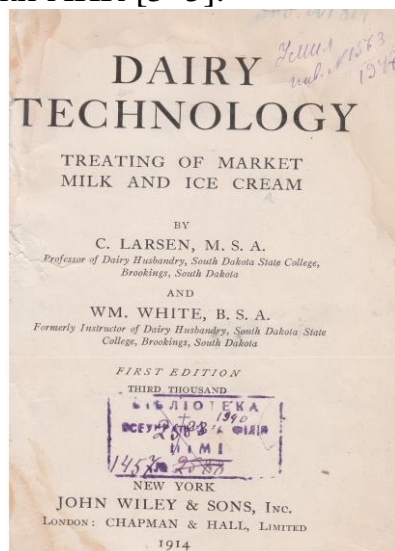 DAIRY
TECHNOLOGY
TREATING OF MARKET
MILK AND ICE CREAM
BY
C. LARSEN, M. S. A.
Professor of Dairy Husbandry, South Dakota State College,
Brookings, South Dakota
AND
WM. WHITE, B. S. A.
Formerly Instructor of Dairy Husbandry, South Dakota State
College, Brookings, South Dakota
FIRST EDITION
THIRD THOUSAND
БІБЛІОТЕКА
1940
ФІЛІЯ
NEW YORK
JOHN WILEY & SONS, INC.
LONDON: CHAPMAN & HALL, LIMITED
1914